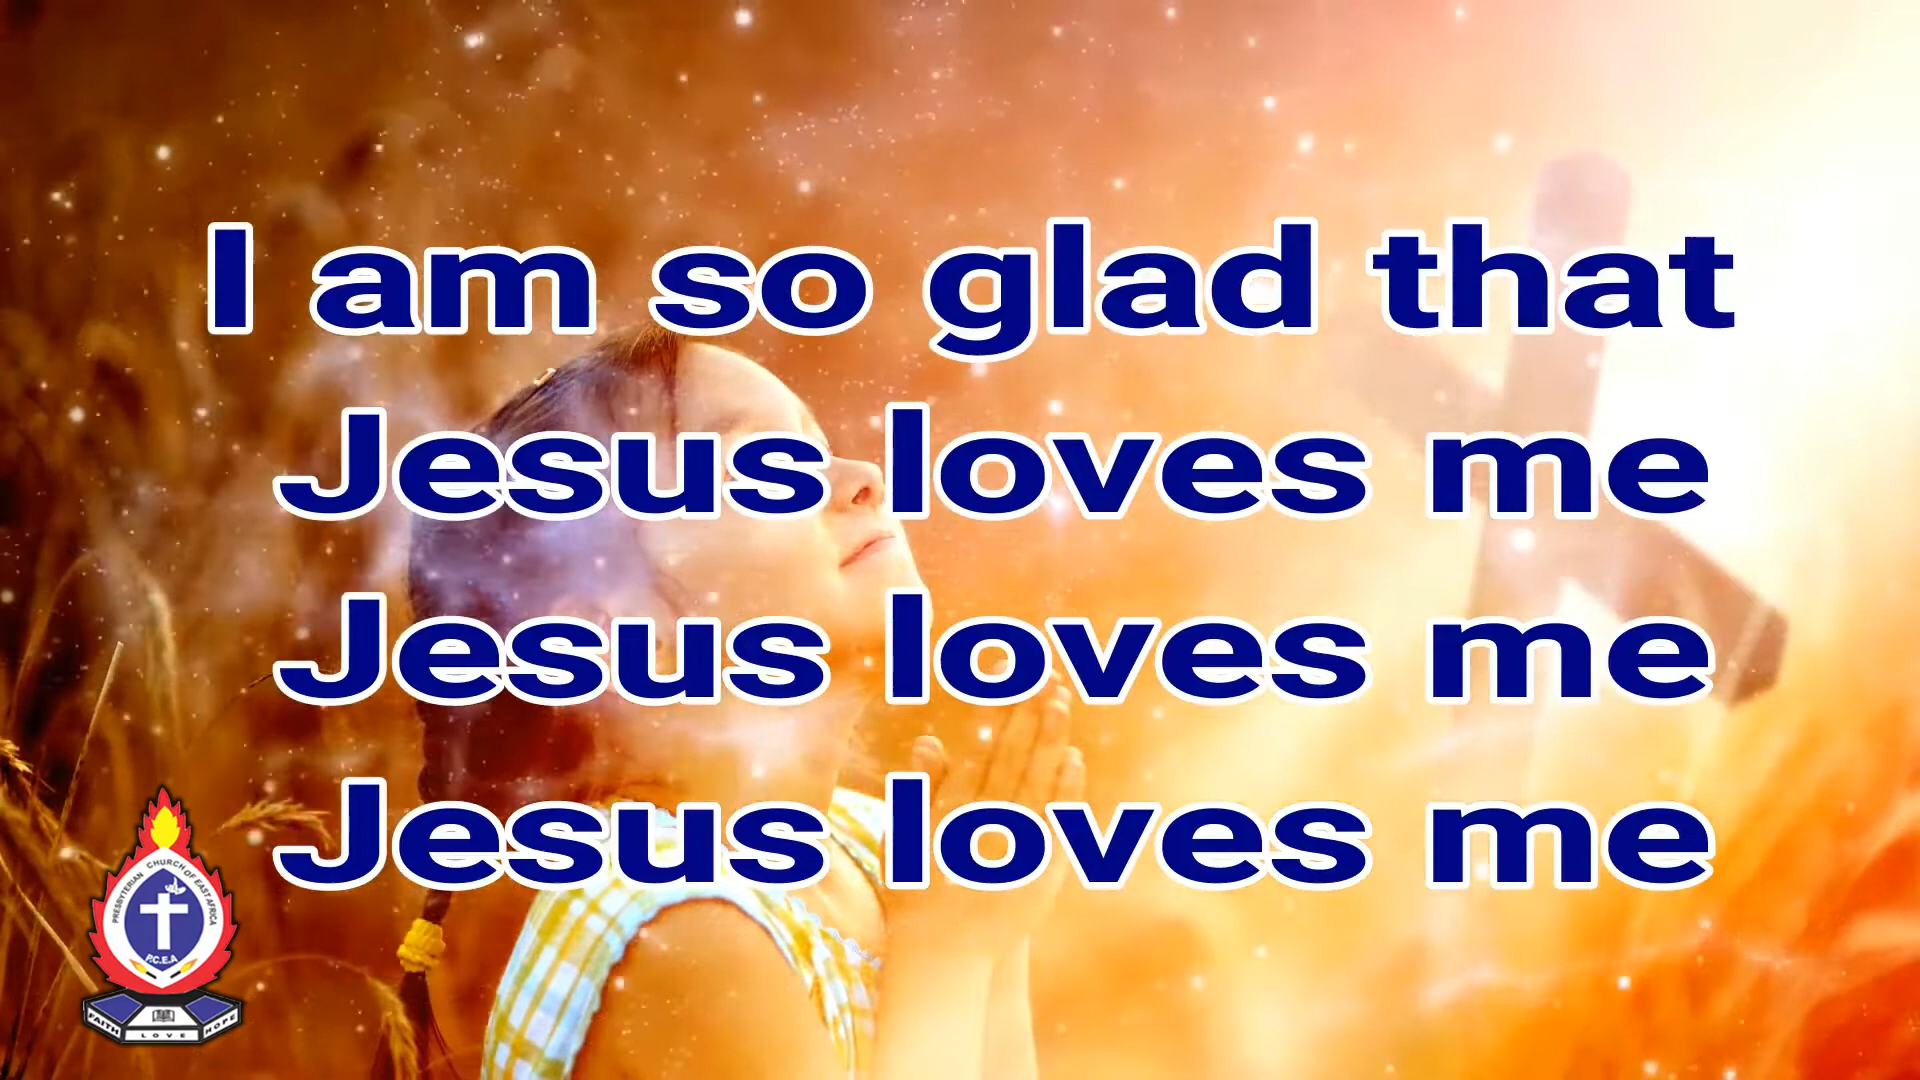 I am so glad that
Jesus loves me
Jesus loves me
Jesus loves me
PRESBYTERIAN CHURCH OF EAST AFRICA
P.C.E.A
FAITH LOVE HOPE